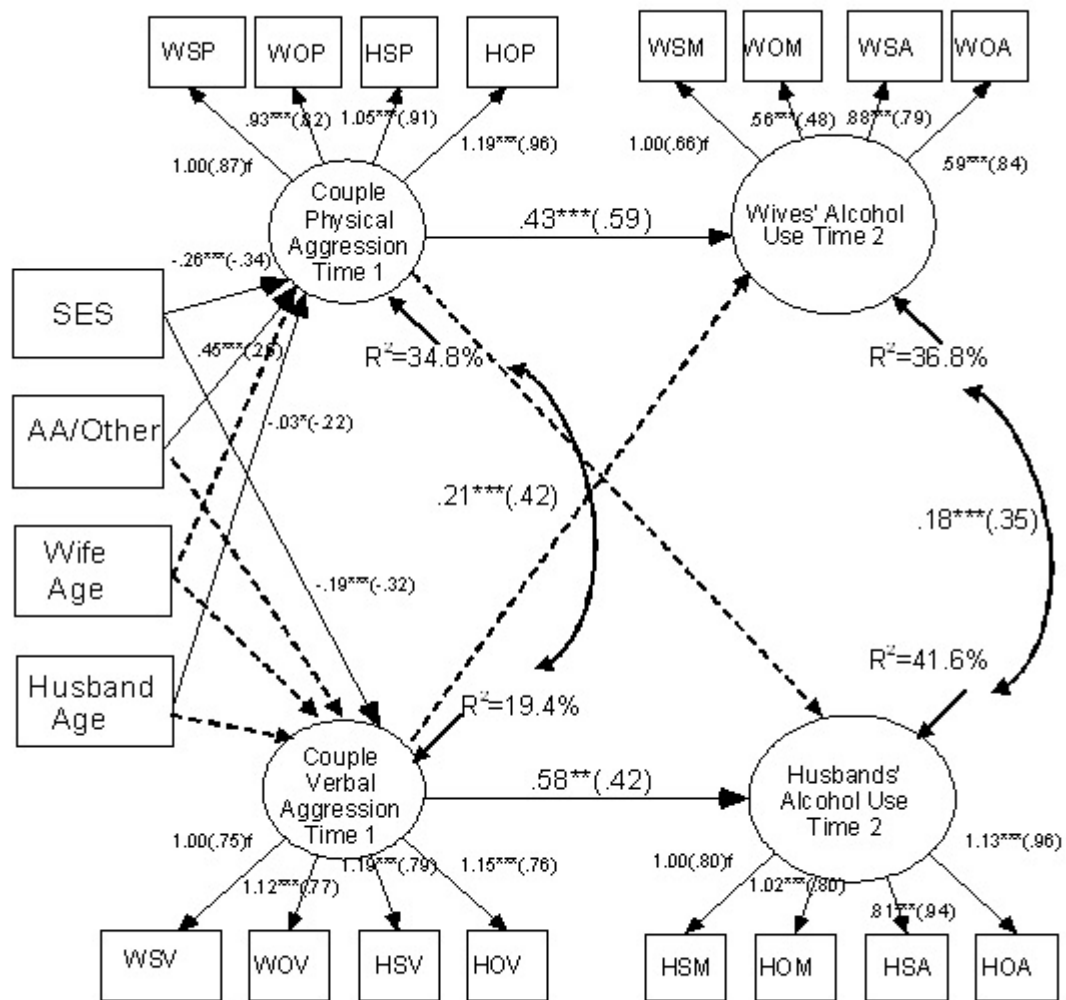 WSP WOP HSP HOP WSM WOM WSA WOA
.93***(.82) 1.05***(.91) .56***(.48) .88***(.79)
1.00(.87)f 1.19***(.96) 1.00(.66)f .59***(.84)
Couple
Physical
Aggression
Time 1
.43***(.59)
Wives' Alcohol
Use Time 2
-.26***(-.34)
SES
.45***(.26)
R²=34.8%
R²=36.8%
AA/Other
-.03*(-.22)
.21***(.42)
.18***(.35)
Wife
Age
-.19***(-.32)
Husband
Age
R²=19.4%
R²=41.6%
Couple
Verbal
Aggression
Time 1
.58**(.42)
Husbands'
Alcohol Use
Time 2
1.00(.75)f 1.19***(.79) 1.15***(.76) 1.00(.80)f 1.13***(.96)
1.12***(.77) 1.02***(.80)
(.94)
WSV WOV HSV HOV HSM HOM HSA HOA